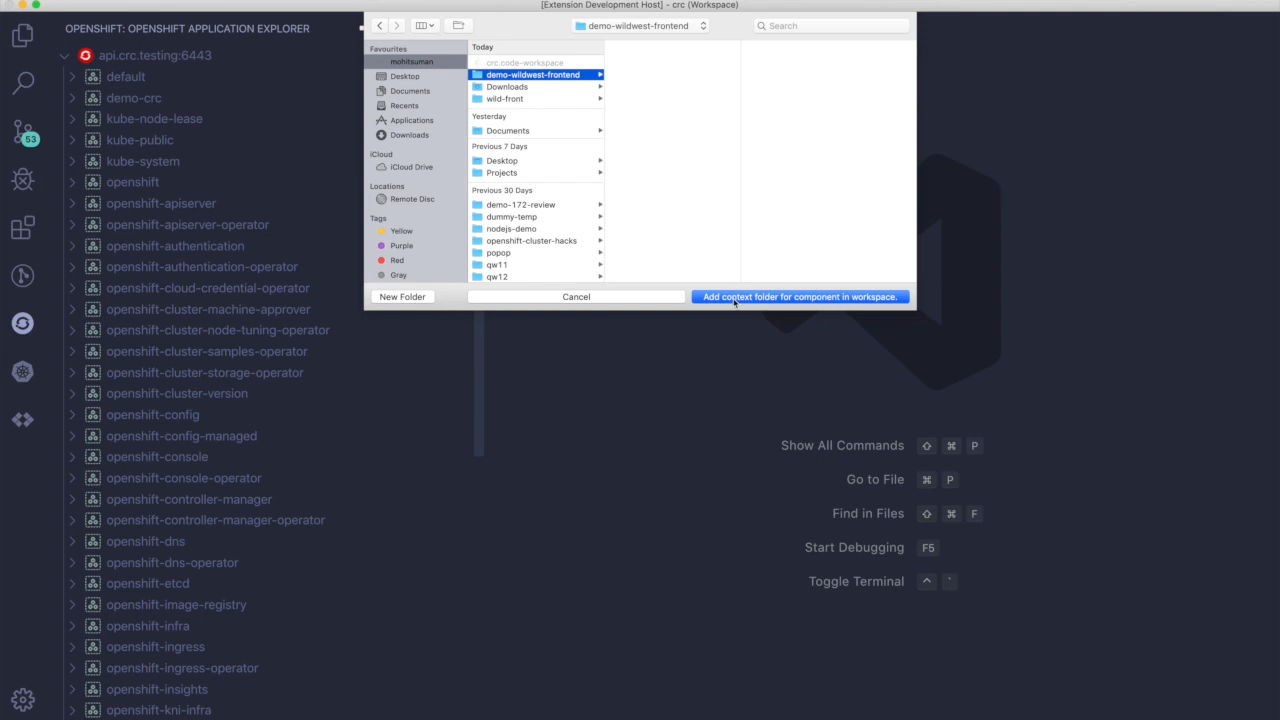 [Extension Development Host] - crc (Workspace)
OPENSHIFT: OPENSHIFT APPLICATION EXPLORER
api.crc.testing:6443
default
demo-crc
kube-node-lease
kube-public
kube-system
openshift
openshift-apiserver
openshift-apiserver-operator
openshift-authentication
openshift-authentication-operator
openshift-cloud-credential-operator
openshift-cluster-machine-approver
openshift-cluster-node-tuning-operator
openshift-cluster-samples-operator
openshift-cluster-storage-operator
openshift-cluster-version
openshift-config
openshift-config-managed
openshift-console
openshift-console-operator
openshift-controller-manager
openshift-controller-manager-operator
openshift-dns
openshift-dns-operator
openshift-etcd
openshift-image-registry
openshift-infra
openshift-ingress
openshift-ingress-operator
openshift-insights
openshift-kni-infra
53
demo-wildwest-frontend
Search
Favourites
mohitsuman
Desktop
Documents
Recents
Applications
Downloads
iCloud
iCloud Drive
Locations
Remote Disc
Tags
Yellow
Purple
Red
Gray
Today
crc.code-workspace
demo-wildwest-frontend
Downloads
wild-front
Yesterday
Documents
Previous 7 Days
Desktop
Projects
Previous 30 Days
demo-172-review
dummy-temp
nodejs-demo
openshift-cluster-hacks
popop
qw11
qw12
New Folder
Cancel
Add context folder for component in workspace.
Show All Commands ⇧ ⌘ P
Go to File ⌘ P
Find in Files ⇧ ⌘ F
Start Debugging F5
Toggle Terminal ^ `